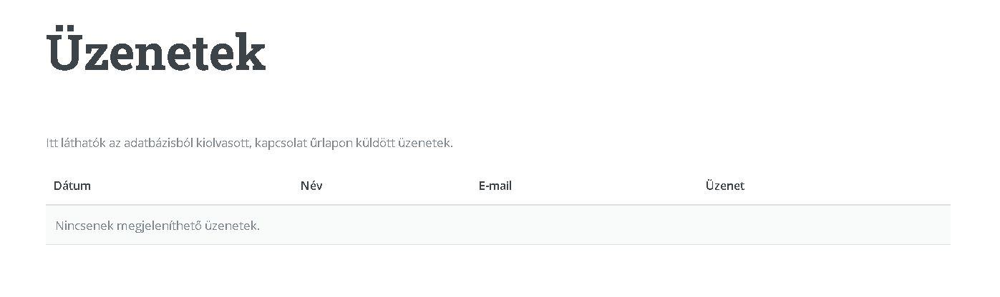 Üzenetek
Itt láthatók az adatbázisból kiolvasott, kapcsolat űrlapon küldött üzenetek.
Dátum Név E-mail Üzenet
Nincsenek megjeleníthető üzenetek.